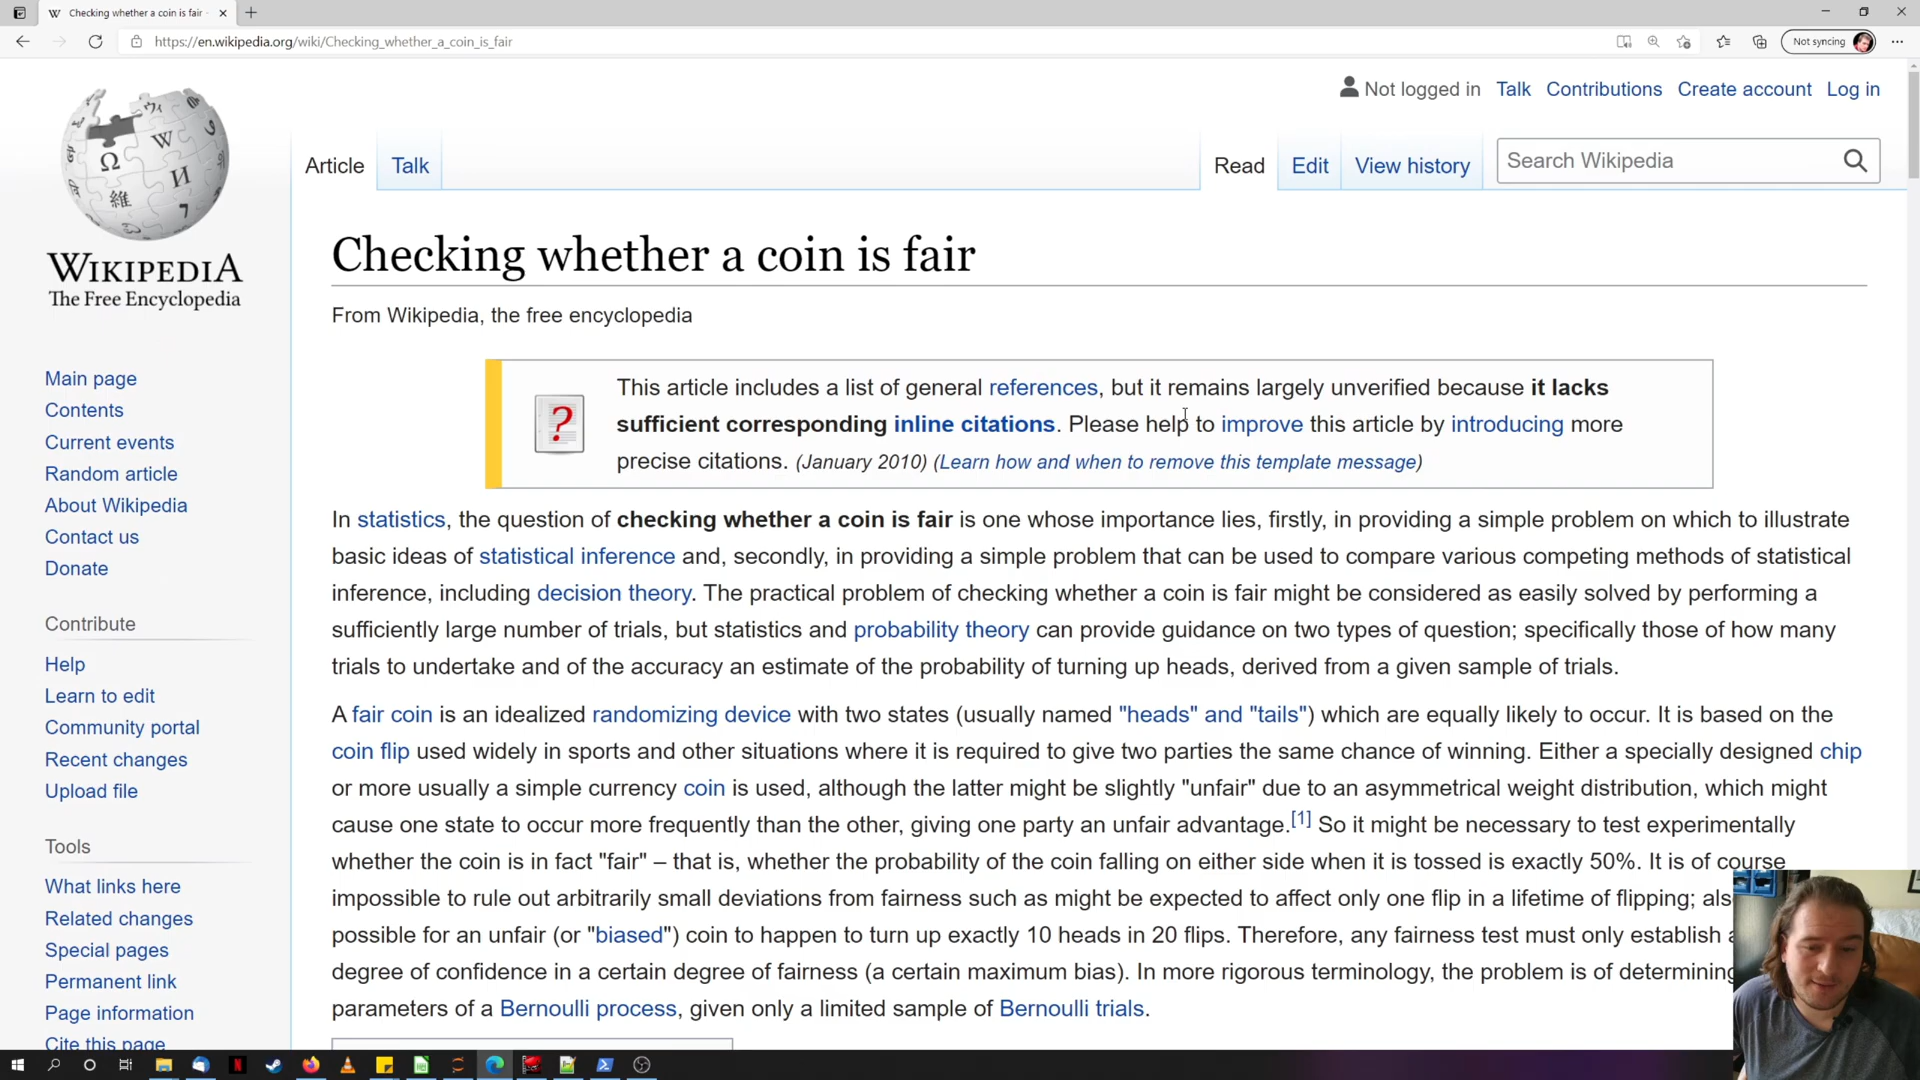 Checking whether a coin is fair
https://en.wikipedia.org/wiki/Checking_whether_a_coin_is_fair
Not syncing
Not logged in Talk Contributions Create account Log in
Article Talk Read Edit View history Search Wikipedia
WIKIPEDIA
The Free Encyclopedia
Main page
Contents
Current events
Random article
About Wikipedia
Contact us
Donate
Contribute
Help
Learn to edit
Community portal
Recent changes
Upload file
Tools
What links here
Related changes
Special pages
Permanent link
Page information
Cite this page
Checking whether a coin is fair
From Wikipedia, the free encyclopedia
This article includes a list of general references, but it remains largely unverified because it lacks
sufficient corresponding inline citations. Please help to improve this article by introducing more
precise citations. (January 2010) (Learn how and when to remove this template message)
In statistics, the question of checking whether a coin is fair is one whose importance lies, firstly, in providing a simple problem on which to illustrate
basic ideas of statistical inference and, secondly, in providing a simple problem that can be used to compare various competing methods of statistical
inference, including decision theory. The practical problem of checking whether a coin is fair might be considered as easily solved by performing a
sufficiently large number of trials, but statistics and probability theory can provide guidance on two types of question; specifically those of how many
trials to undertake and of the accuracy an estimate of the probability of turning up heads, derived from a given sample of trials.
A fair coin is an idealized randomizing device with two states (usually named "heads" and "tails") which are equally likely to occur. It is based on the
coin flip used widely in sports and other situations where it is required to give two parties the same chance of winning. Either a specially designed chip
or more usually a simple currency coin is used, although the latter might be slightly "unfair" due to an asymmetrical weight distribution, which might
cause one state to occur more frequently than the other, giving one party an unfair advantage.[1] So it might be necessary to test experimentally
whether the coin is in fact "fair" – that is, whether the probability of the coin falling on either side when it is tossed is exactly 50%. It is of course
impossible to rule out arbitrarily small deviations from fairness such as might be expected to affect only one flip in a lifetime of flipping;
possible for an unfair (or "biased") coin to happen to turn up exactly 10 heads in 20 flips. Therefore, any fairness test must only establish
degree of confidence in a certain degree of fairness (a certain maximum bias). In more rigorous terminology, the problem is of determining
parameters of a Bernoulli process, given only a limited sample of Bernoulli trials.